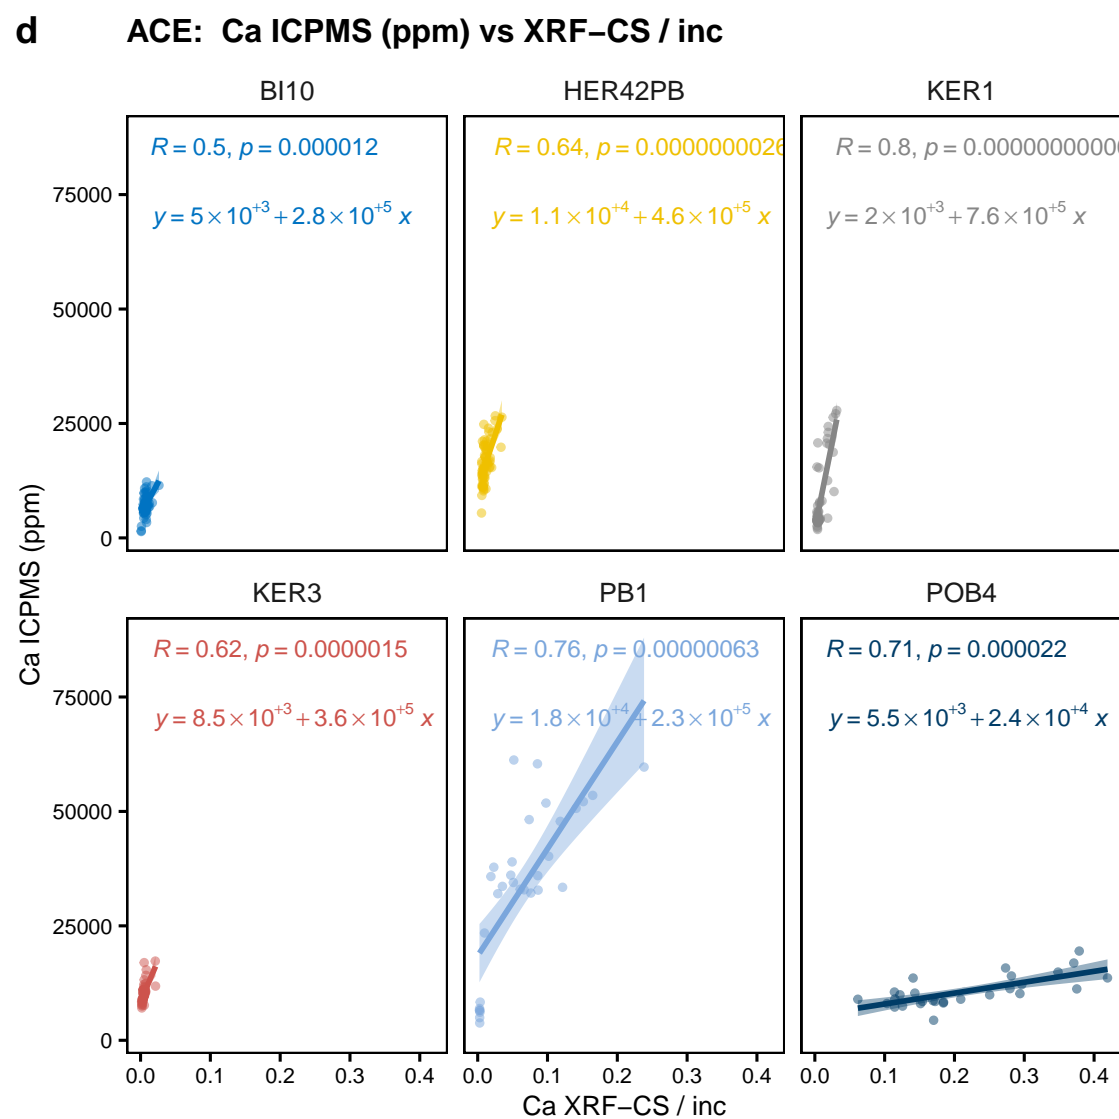 d ACE: Ca ICPMS (ppm) vs XRF−CS / inc
BI10 HER42PB KER1
R = 0.5, p = 0.000012
y = 5×10⁺³ + 2.8×10⁺⁵ x
R = 0.64, p = 0.0000000026
y = 1.1×10⁺⁴ + 4.6×10⁺⁵ x
R = 0.8, p = 0.00000000000
y = 2×10⁺³ + 7.6×10⁺⁵ x
75000
50000
25000
0
Ca ICPMS (ppm)
KER3 PB1 POB4
R = 0.62, p = 0.0000015
y = 8.5×10⁺³ + 3.6×10⁺⁵ x
R = 0.76, p = 0.00000063
y = 1.8×10⁺⁴ + 2.3×10⁺⁵ x
R = 0.71, p = 0.000022
y = 5.5×10⁺³ + 2.4×10⁺⁴ x
75000
50000
25000
0
0.0 0.1 0.2 0.3 0.4 0.0 0.1 0.2 0.3 0.4 0.0 0.1 0.2 0.3 0.4
Ca XRF−CS / inc